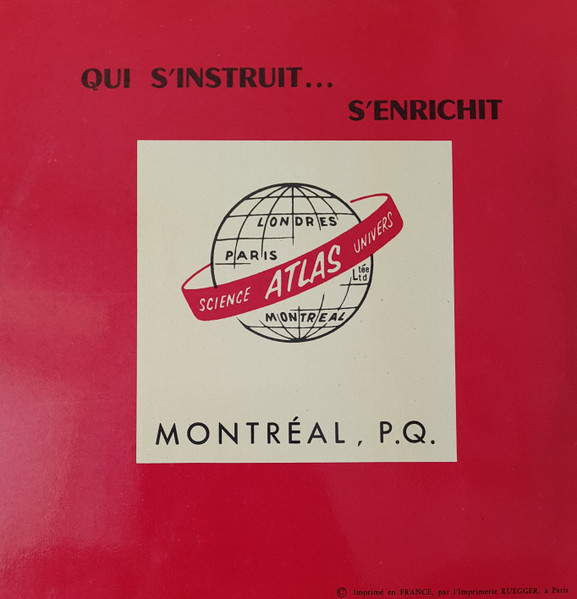 QUI S'INSTRUIT...
S'ENRICHIT
LONDRES
PARIS
SCIENCE ATLAS UNIVERS
Ltée
Ltd
MONTREAL
MONTRÉAL, P.Q.
© Imprimé en FRANCE, par l'Imprimerie RUEGGER, à Paris